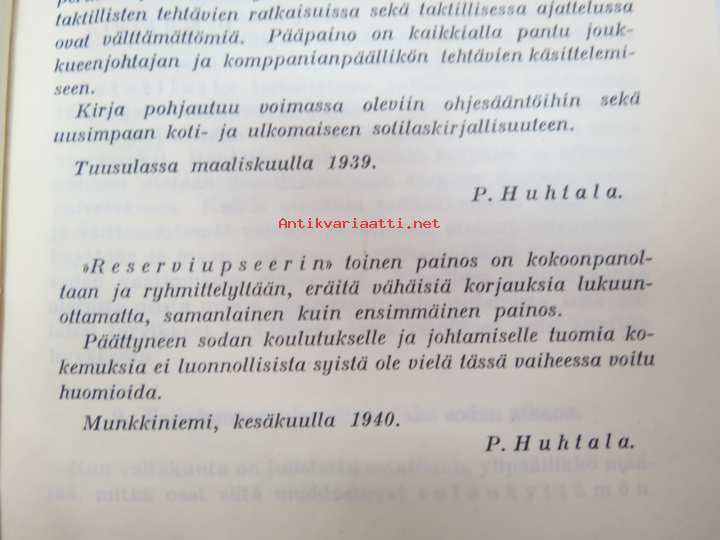 taktillisten tehtävien ratkaisuissa sekä taktillisessa ajattelussa
ovat välttämättömiä. Pääpaino on kaikkialla pantu jouk-
kueenjohtajan ja komppanianpäällikön tehtävien käsittelemi-
seen.
Kirja pohjautuu voimassa oleviin ohjesääntöihin sekä
uusimpaan koti- ja ulkomaiseen sotilaskirjallisuuteen.
Tuusulassa maaliskuulla 1939.
P. Huhtala.
Antikvariaatti.net
»Reserviupseerin» toinen painos on kokoonpanol-
taan ja ryhmittelyltään, eräitä vähäisiä korjauksia lukuun-
ottamatta, samanlainen kuin ensimmäinen painos.
Päättyneen sodan koulutukselle ja johtamiselle tuomia ko-
kemuksia ei luonnollisista syistä ole vielä tässä vaiheessa voitu
huomioida.
Munkkiniemi, kesäkuulla 1940.
P. Huhtala.